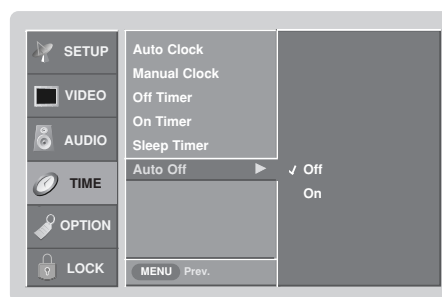 SETUP
VIDEO
AUDIO
TIME
OPTION
LOCK
Auto Clock
Manual Clock
Off Timer
On Timer
Sleep Timer
Auto Off
MENU Prev.
Off
On